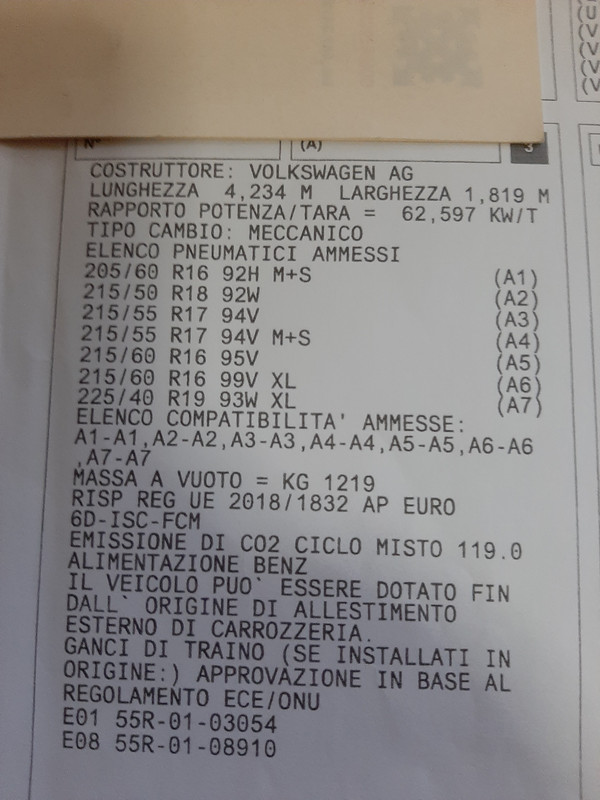 N°
(A)
3
COSTRUTTORE: VOLKSWAGEN AG
LUNGHEZZA 4,234 M LARGHEZZA 1,819 M
RAPPORTO POTENZA/TARA = 62,597 KW/T
TIPO CAMBIO: MECCANICO
ELENCO PNEUMATICI AMMESSI
205/60 R16 92H M+S (A1)
215/50 R18 92W (A2)
215/55 R17 94V (A3)
215/55 R17 94V M+S (A4)
215/60 R16 95V (A5)
215/60 R16 99V XL (A6)
225/40 R19 93W XL (A7)
ELENCO COMPATIBILITA' AMMESSE:
A1-A1,A2-A2,A3-A3,A4-A4,A5-A5,A6-A6
,A7-A7
MASSA A VUOTO = KG 1219
RISP REG UE 2018/1832 AP EURO
6D-ISC-FCM
EMISSIONE DI CO2 CICLO MISTO 119.0
ALIMENTAZIONE BENZ
IL VEICOLO PUO` ESSERE DOTATO FIN
DALL` ORIGINE DI ALLESTIMENTO
ESTERNO DI CARROZZERIA.
GANCI DI TRAINO (SE INSTALLATI IN
ORIGINE:) APPROVAZIONE IN BASE AL
REGOLAMENTO ECE/ONU
E01 55R-01-03054
E08 55R-01-08910
(U
(V
(V
(V
(V